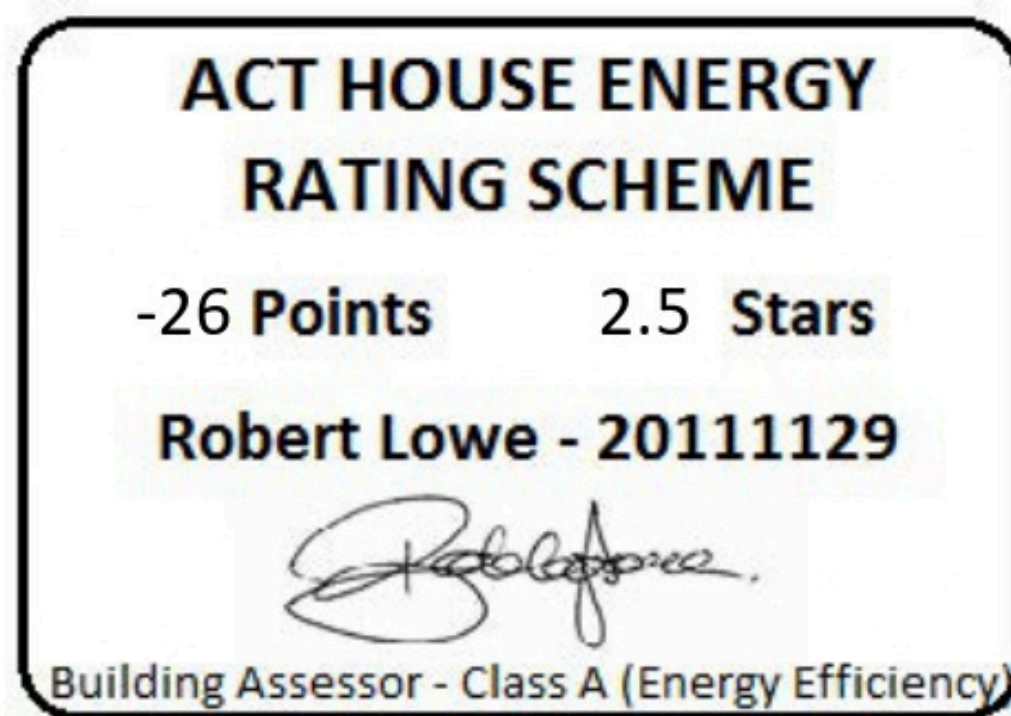 ACT HOUSE ENERGY
RATING SCHEME
-26 Points 2.5 Stars
Robert Lowe - 20111129
Building Assessor - Class A (Energy Efficiency)